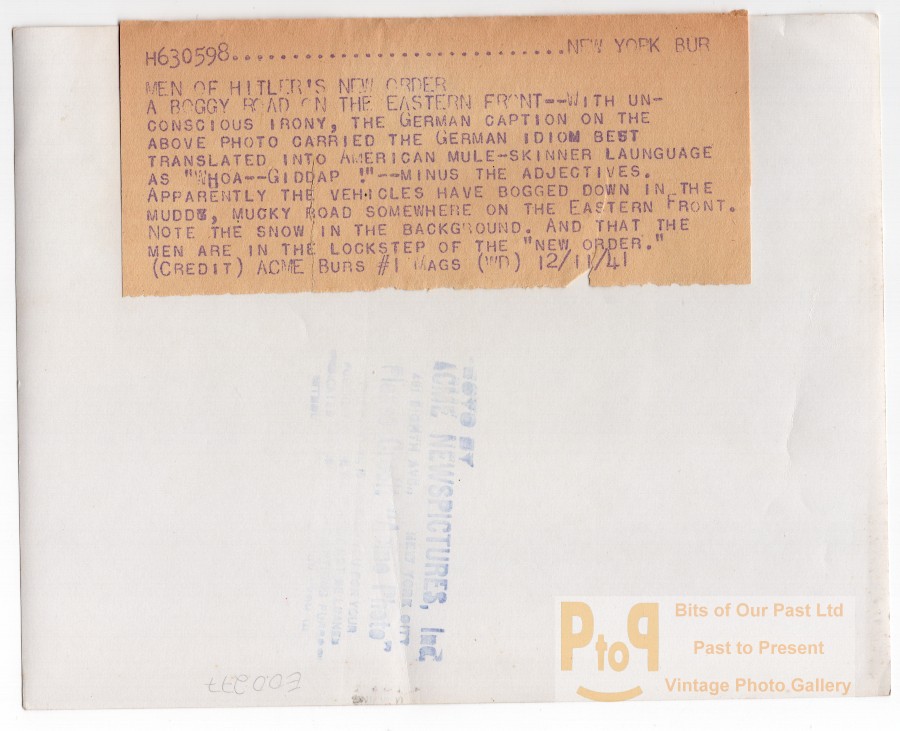 H630598..............................NEW YORK BUR
MEN OF HITLER'S NEW ORDER
A BOGGY ROAD ON THE EASTERN FRONT--WITH UN-
CONSCIOUS IRONY, THE GERMAN CAPTION ON THE
ABOVE PHOTO CARRIED THE GERMAN IDIOM BEST
TRANSLATED INTO AMERICAN MULE-SKINNER LAUNGUAGE
AS "WHOA--GIDDAP !"--MINUS THE ADJECTIVES.
APPARENTLY THE VEHICLES HAVE BOGGED DOWN IN THE
MUDDY, MUCKY ROAD SOMEWHERE ON THE EASTERN FRONT.
NOTE THE SNOW IN THE BACKGROUND. AND THAT THE
MEN ARE IN THE LOCKSTEP OF THE "NEW ORDER."
(CREDIT) ACME BURS #1 MAGS (WD) 12/11/41
ACME NEWSPICTURES, Inc
NEW YORK CITY
Photo"
E00277
PtoP
Bits of Our Past Ltd
Past to Present
Vintage Photo Gallery